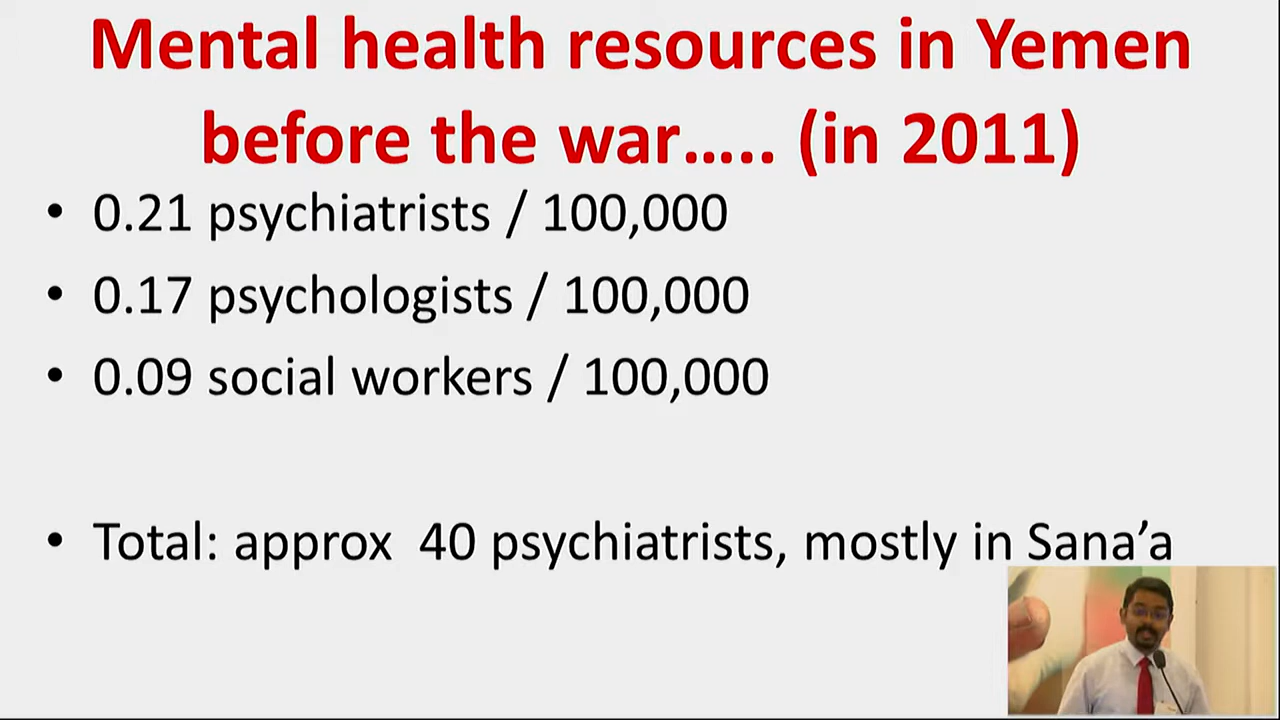 Mental health resources in Yemen
before the war….. (in 2011)
• 0.21 psychiatrists / 100,000
• 0.17 psychologists / 100,000
• 0.09 social workers / 100,000
• Total: approx  40 psychiatrists, mostly in Sana’a